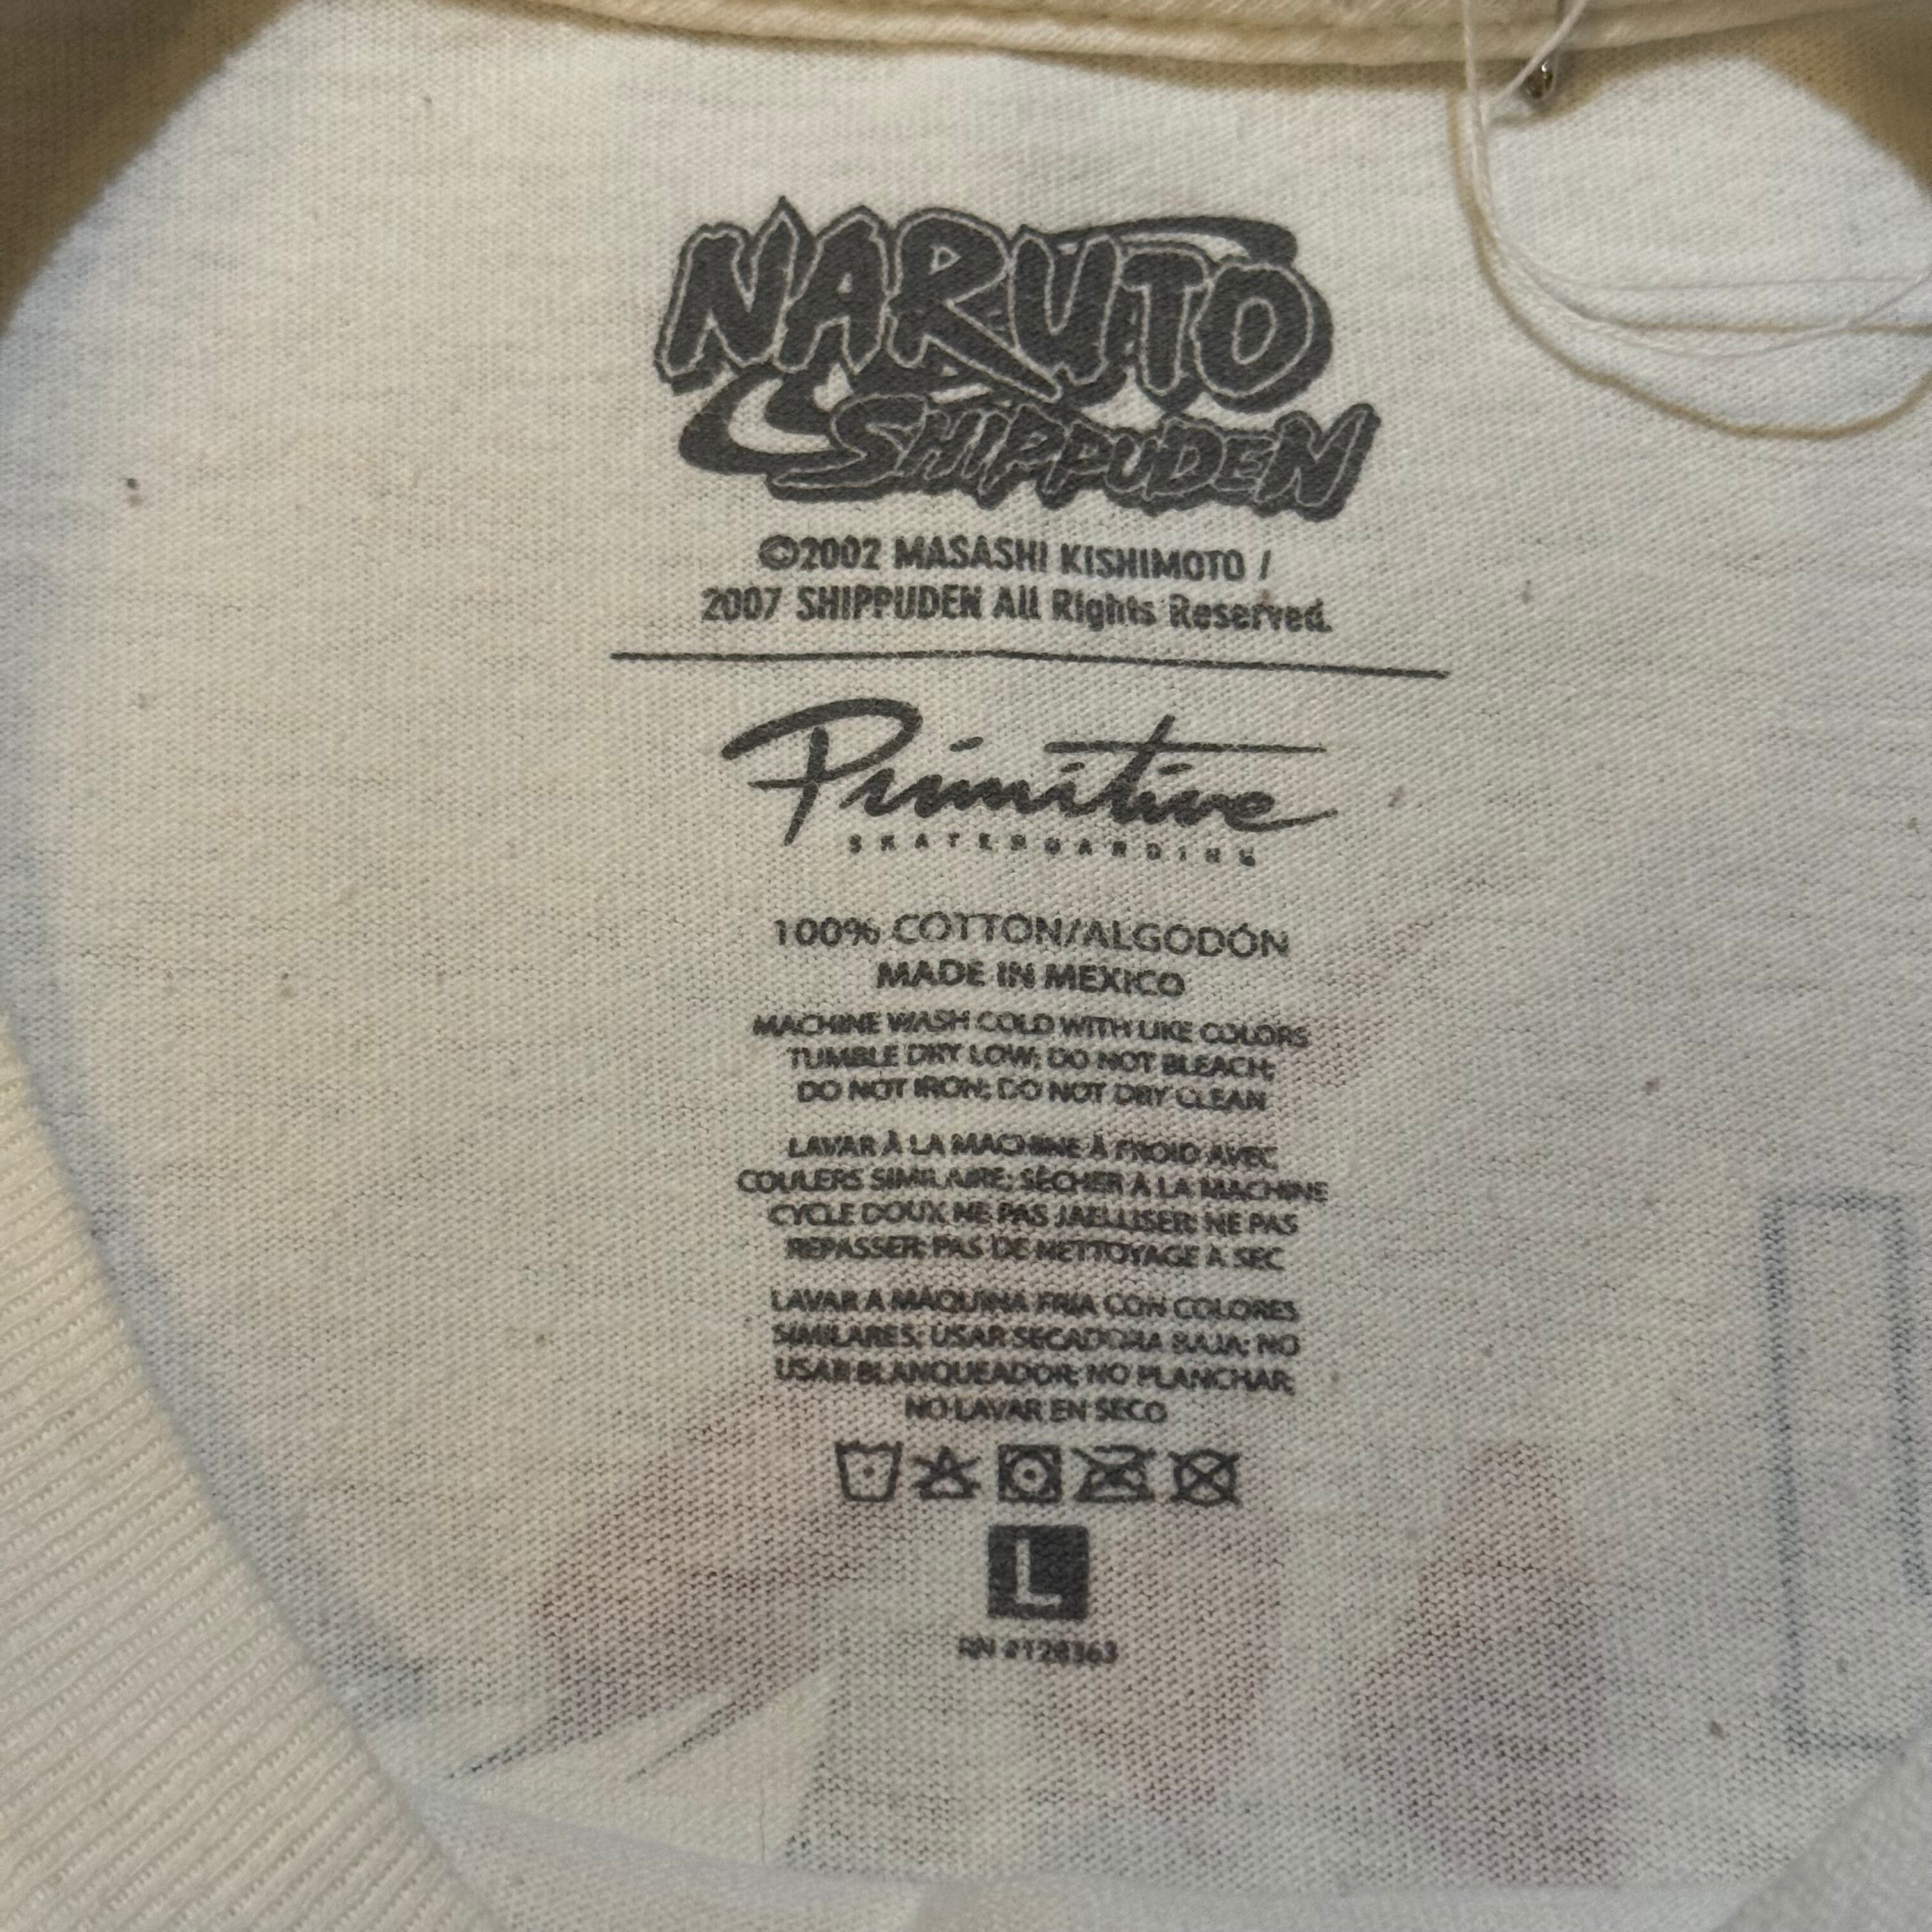 NARUTO
SHIPPUDEN
©2002 MASASHI KISHIMOTO /
2007 SHIPPUDEN All Rights Reserved.
Primitive
SKATEBOARDING
100% COTTON/ALGODÓN
MADE IN MEXICO
MACHINE WASH COLD WITH LIKE COLORS
TUMBLE DRY LOW; DO NOT BLEACH;
DO NOT IRON; DO NOT DRY CLEAN
LAVAR À LA MACHINE À FROID AVEC
COULERS SIMILAIRE; SÉCHER À LA MACHINE
CYCLE DOUX NE PAS JAELLISER; NE PAS
REPASSER; PAS DE NETTOYAGE A SEC
LAVAR A MÁQUINA FRIA CON COLORES
SIMILARES; USAR SECADORA BAJA; NO
USAR BLANQUEADOR; NO PLANCHAR;
NO LAVAR EN SECO
L
RN #128363